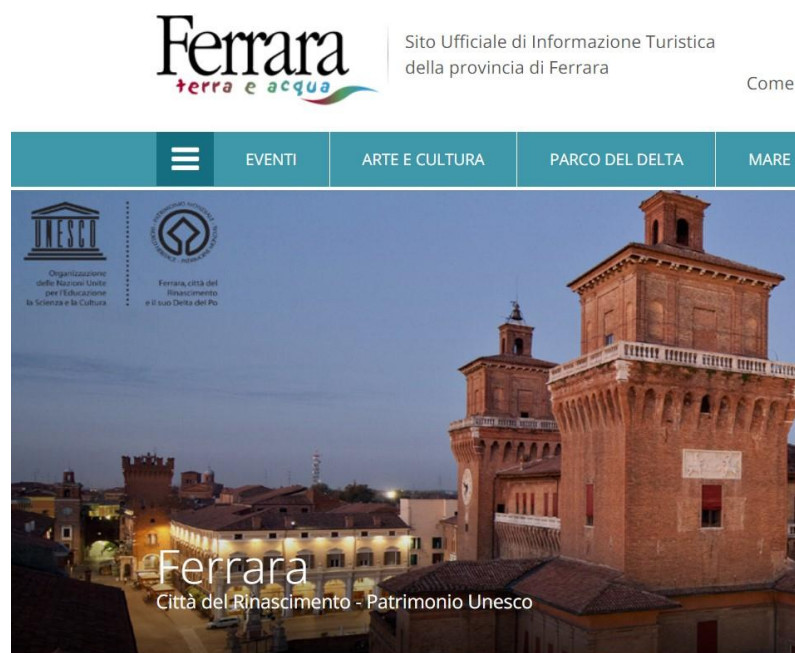 Ferrara
terra e acqua
Sito Ufficiale di Informazione Turistica
della provincia di Ferrara
Come
EVENTI
ARTE E CULTURA
PARCO DEL DELTA
MARE
UNESCO
Organizzazione
delle Nazioni Unite
per l'Educazione
la Scienza e la Cultura
Ferrara, città del
Rinascimento
e il suo Delta del Po
Ferrara
Città del Rinascimento - Patrimonio Unesco